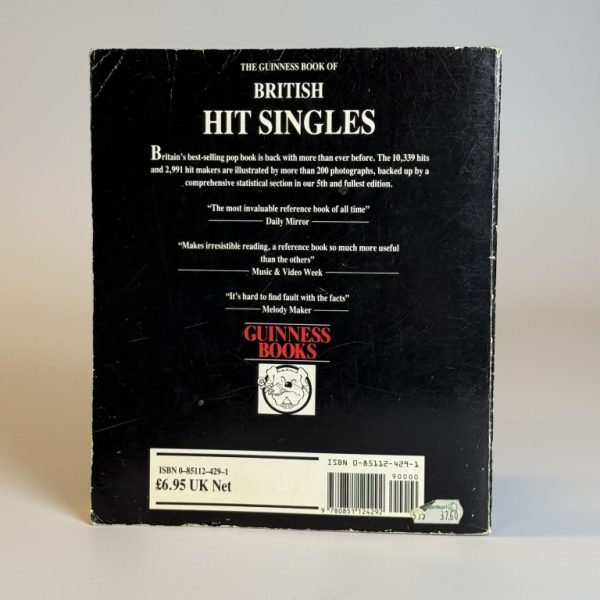 THE GUINNESS BOOK OF
BRITISH
HIT SINGLES
Britain's best-selling pop book is back with more than ever before. The 10,339 hits
and 2,991 hit makers are illustrated by more than 200 photographs, backed up by a
comprehensive statistical section in our 5th and fullest edition.
“The most invaluable reference book of all time”
Daily Mirror
“Makes irresistible reading, a reference book so much more useful
than the others”
Music & Video Week
“It's hard to find fault with the facts”
Melody Maker
GUINNESS
BOOKS
ISBN 0-85112-429-1
£6.95 UK Net
ISBN 0-85112-429-1
90000
9 780851 124292
37.60